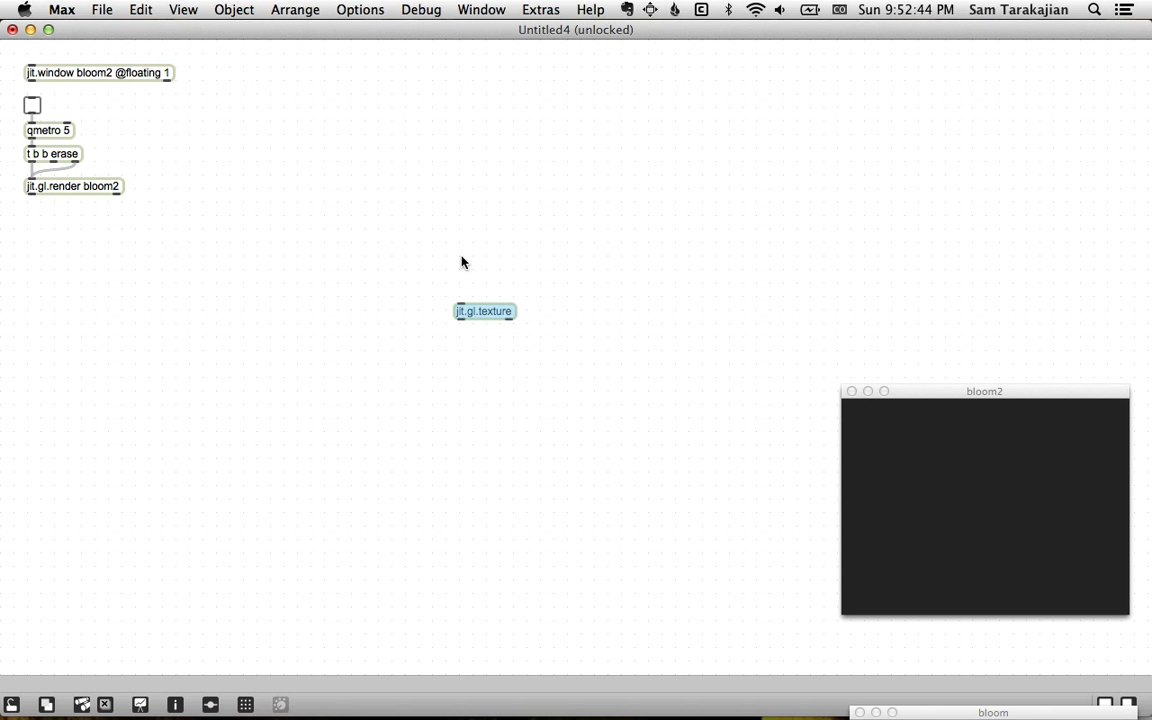 Max File Edit View Object Arrange Options Debug Window Extras Help Sun 9:52:44 PM Sam Tarakajian
Untitled4 (unlocked)
jit.window bloom2 @floating 1
qmetro 5
t b b erase
jit.gl.render bloom2
jit.gl.texture
bloom2
bloom